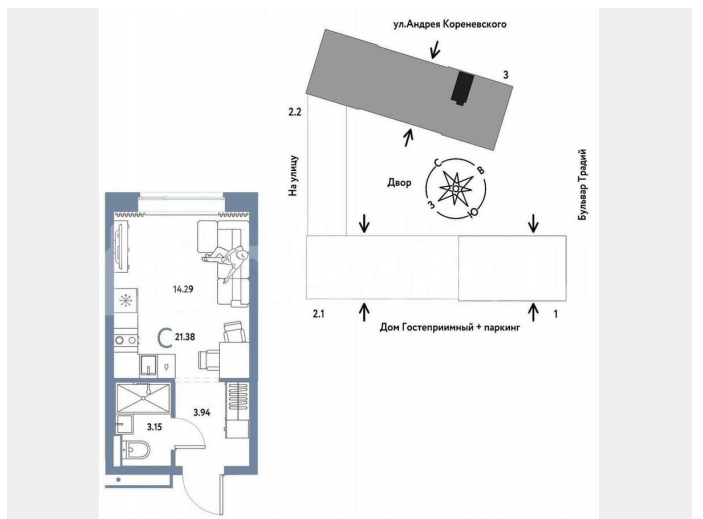 ул.Андрея Кореневского
3
2.2
На улицу
Двор
С
в
З
Ю
Бульвар Традий
2.1
1
Дом Гостеприимный + паркинг
14.29
С 21.38
3.94
3.15